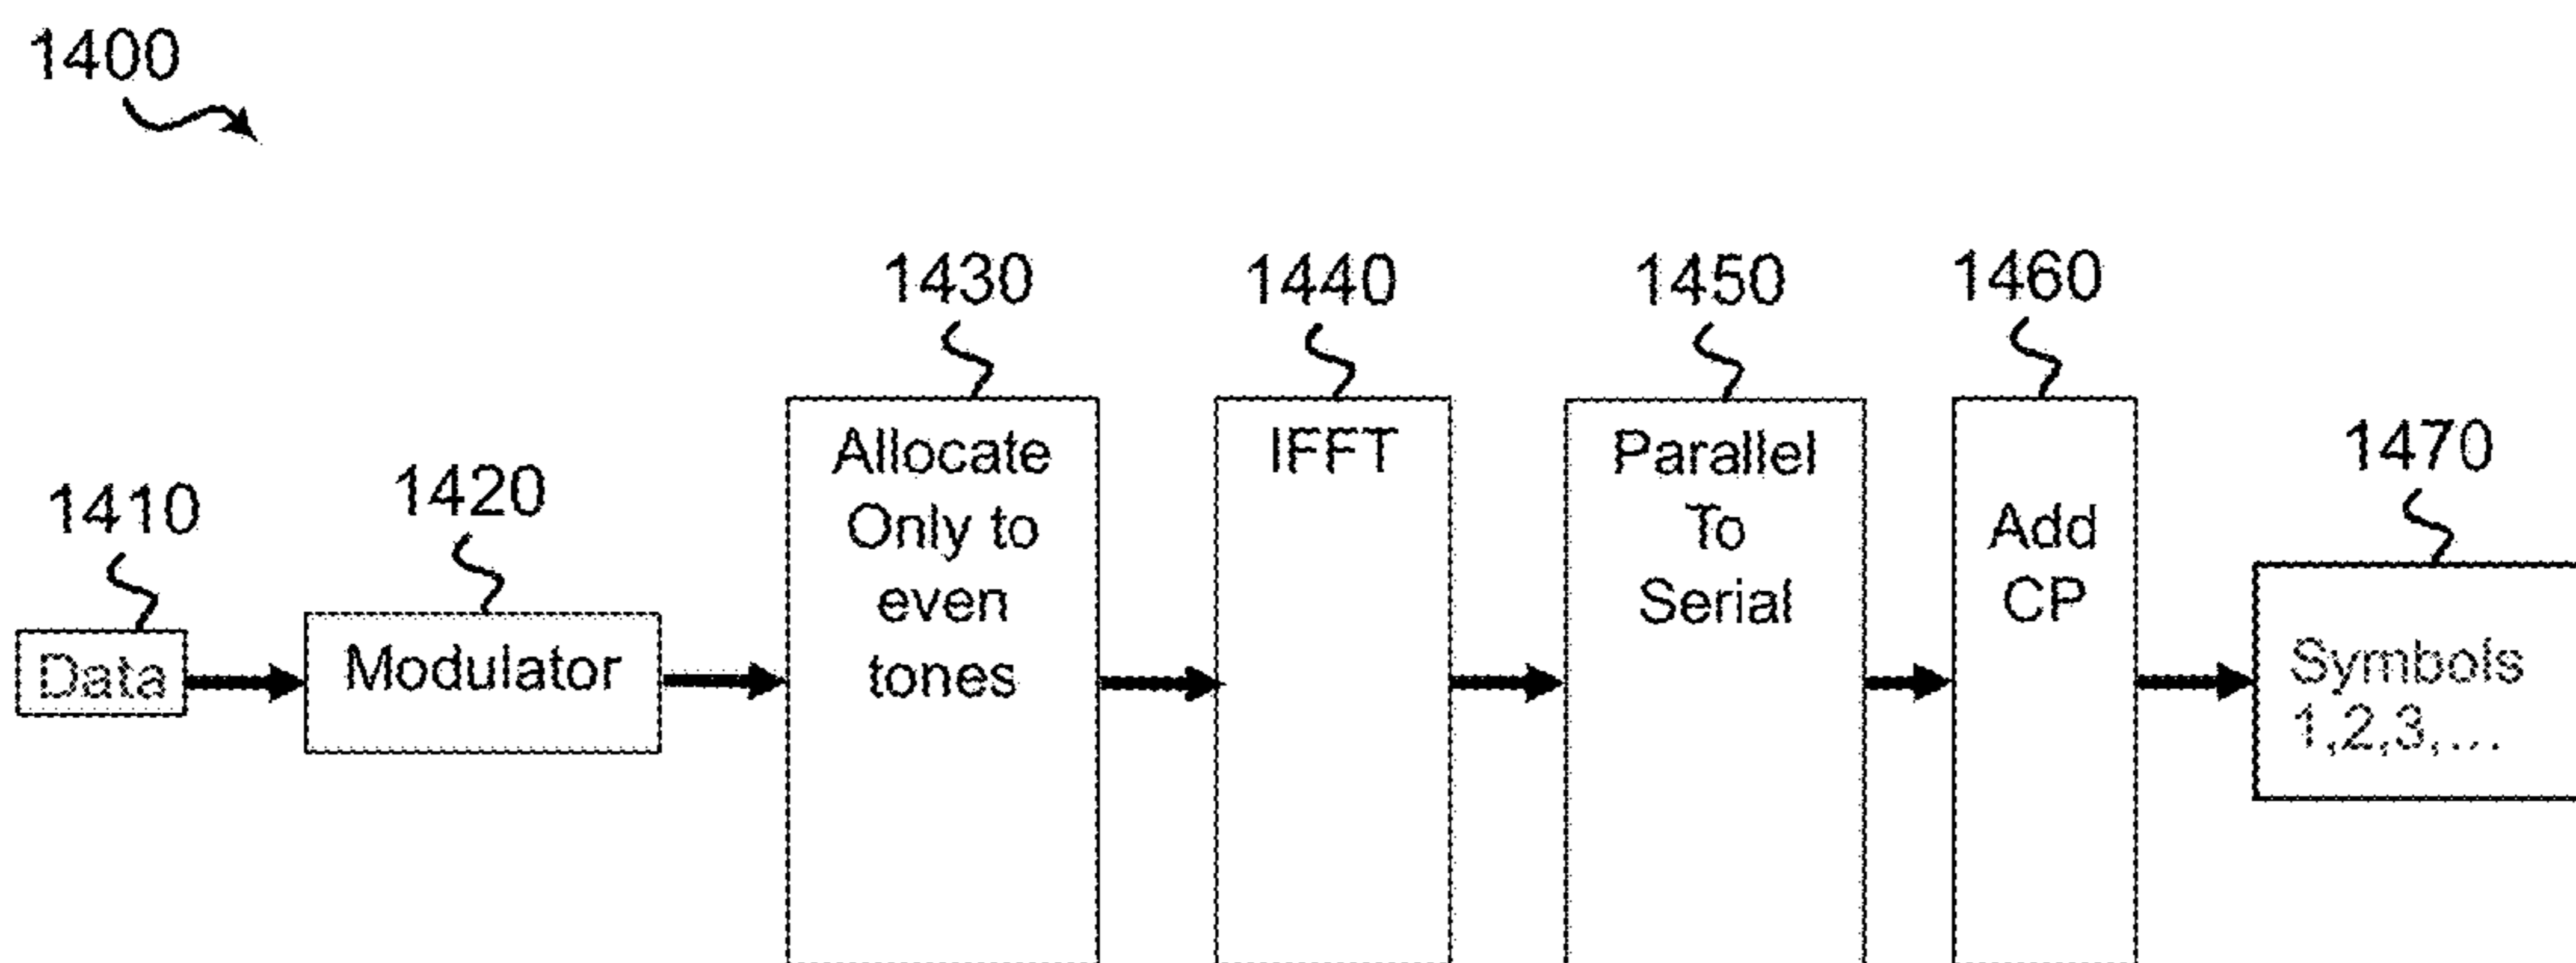 1400
1410
Data
1420
Modulator
1430
Allocate
Only to
even
tones
1440
IFFT
1450
Parallel
To
Serial
1460
Add
CP
1470
Symbols
1,2,3,...